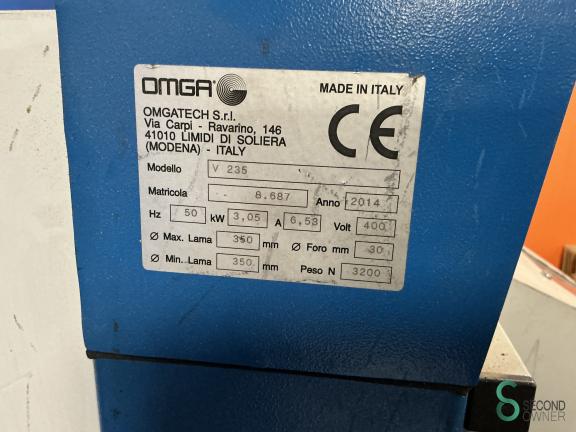 OMGA
MADE IN ITALY
OMGATECH S.r.l.
Via Carpi - Ravarino, 146
41010 LIMIDI DI SOLIERA
(MODENA) - ITALY
CE
Modello V 235
Matricola 8.687 Anno 2014
Hz 50 kW 3,05 A 6,53 Volt 400
Ø Max. Lama 350 mm Ø Foro mm 30
Ø Min. Lama 350 mm Peso N 3200
SECOND
OWNER